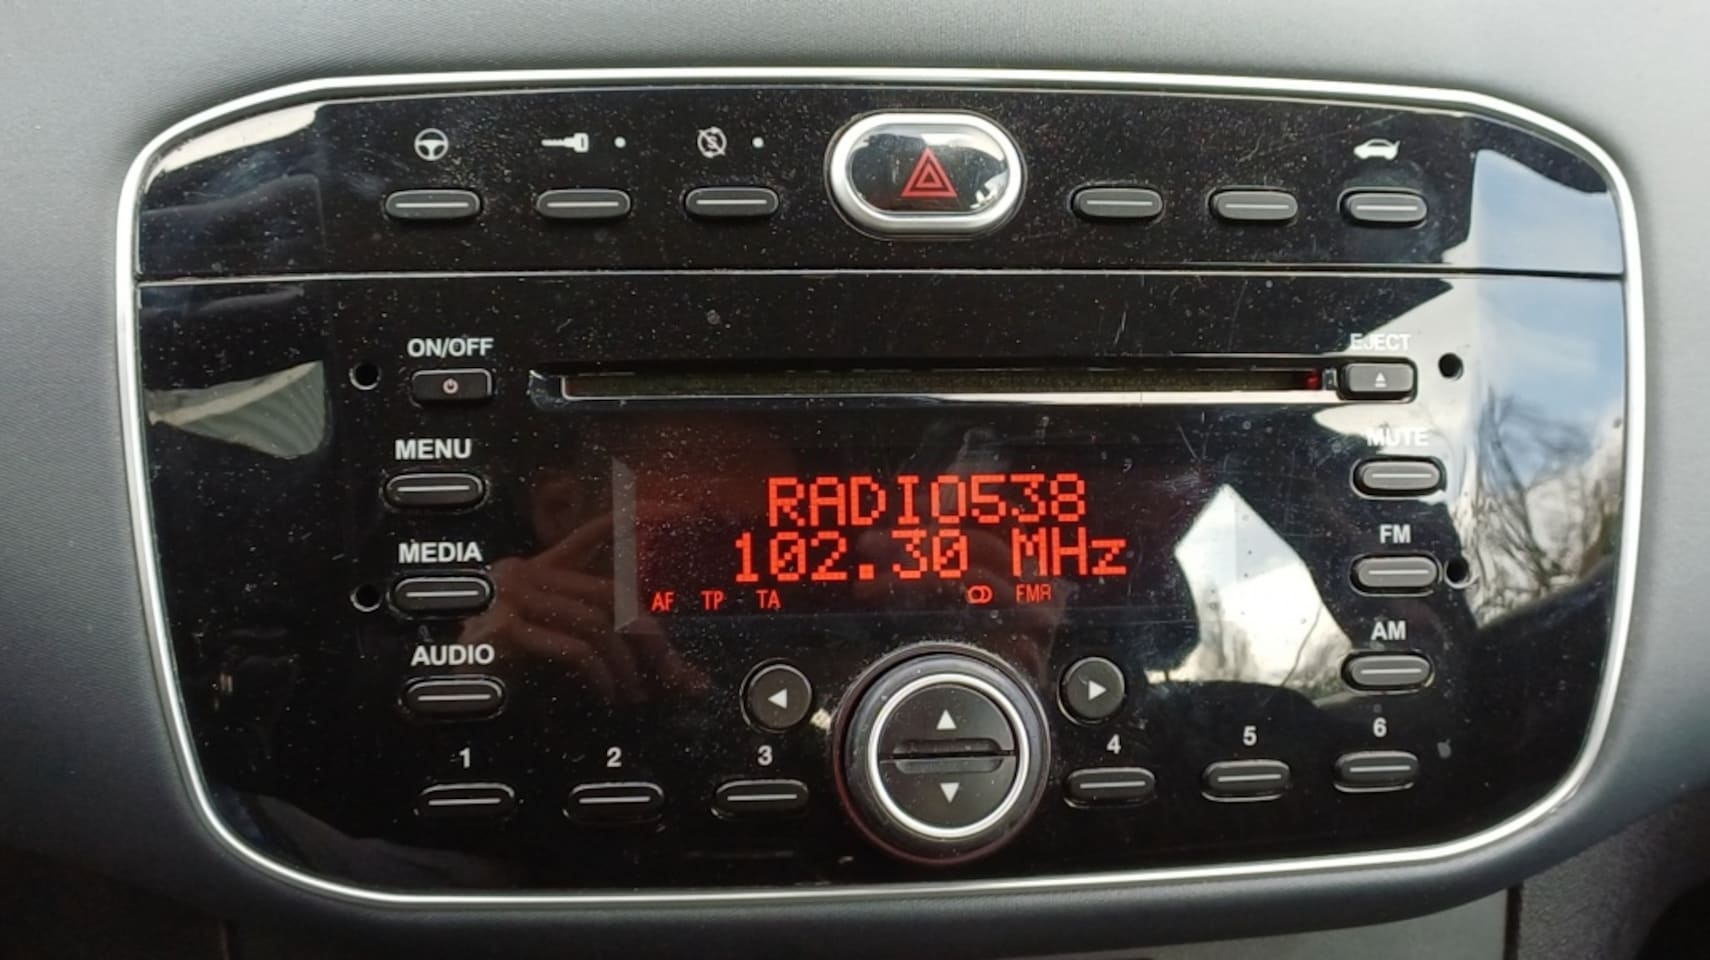 ON/OFF
EJECT
MENU
MUTE
RADIO538
102.30 MHz
FM
MEDIA
AF TP TA FMR
AM
AUDIO
1 2 3 4 5 6